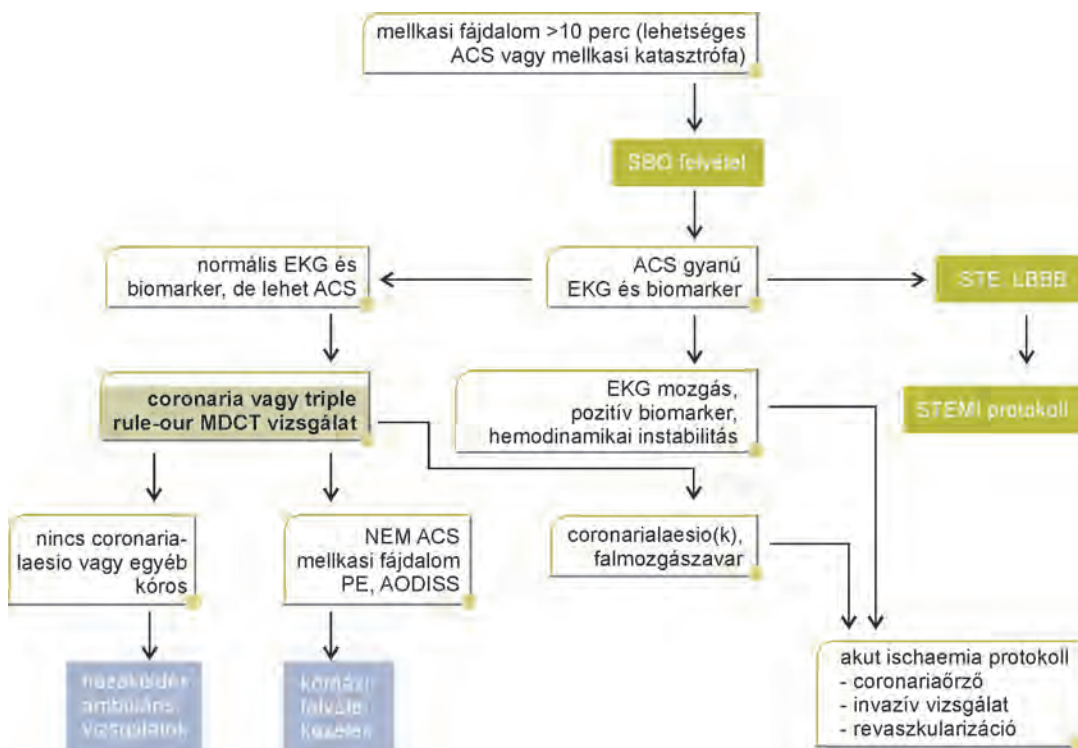 mellkasi fájdalom >10 perc (lehetséges
ACS vagy mellkasi katasztrófa)
SBO felvétel
normális EKG és
biomarker, de lehet ACS
ACS gyanú
EKG és biomarker
STE, LBBB
coronaria vagy triple
rule-our MDCT vizsgálat
EKG mozgás,
pozitív biomarker,
hemodinamikai instabilitás
STEMI protokoll
nincs coronaria-
laesio vagy egyéb
kóros
NEM ACS
mellkasi fájdalom
PE, AODISS
coronarialaesio(k),
falmozgászavar
ambuláns
vizsgálatok
kórházi
akut ischaemia protokoll
- coronariaőrző
- invazív vizsgálat
- revaszkularizáció